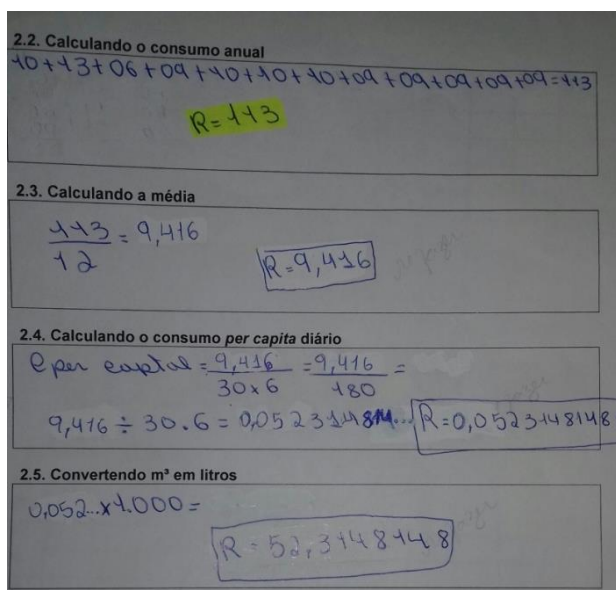 2.2. Calculando o consumo anual
10+13+06+09+10+10+10+09+09+09+09+09=113
R=113
2.3. Calculando a média
113/12 = 9,416
R=9,416
2.4. Calculando o consumo per capita diário
C per captal = 9,416/30x6 = 9,416/180 =
9,416 ÷ 30.6 = 0,052314814... R=0,0523148148
2.5. Convertendo m³ em litros
0,052...x1.000=
R=52,3148148